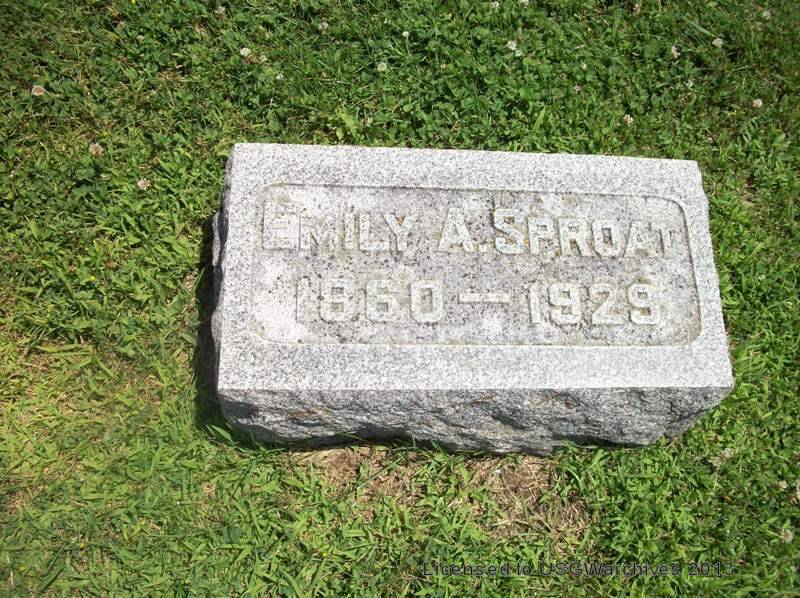 EMILY A. SPROAT
1860 — 1929
Licensed to USGWarchives 2013